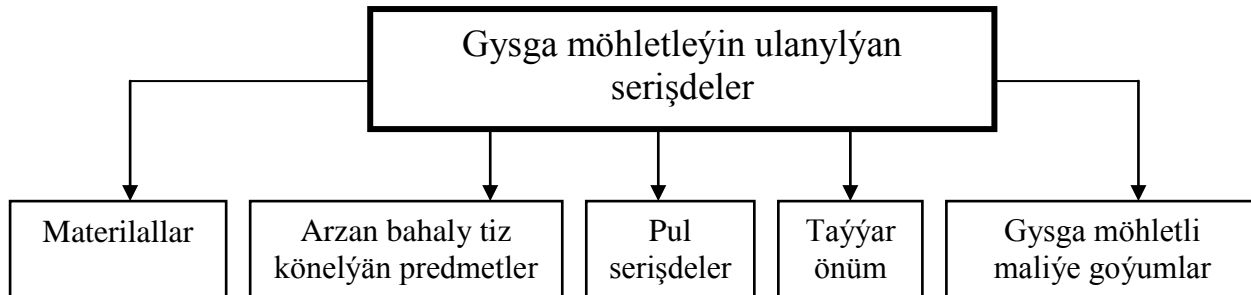 Gysga möhletleýin ulanylýan
serişdeler
Materilallar
Arzan bahaly tiz
könelýän predmetler
Pul
serişdeler
Taýýar
önüm
Gysga möhletli
maliýe goýumlar